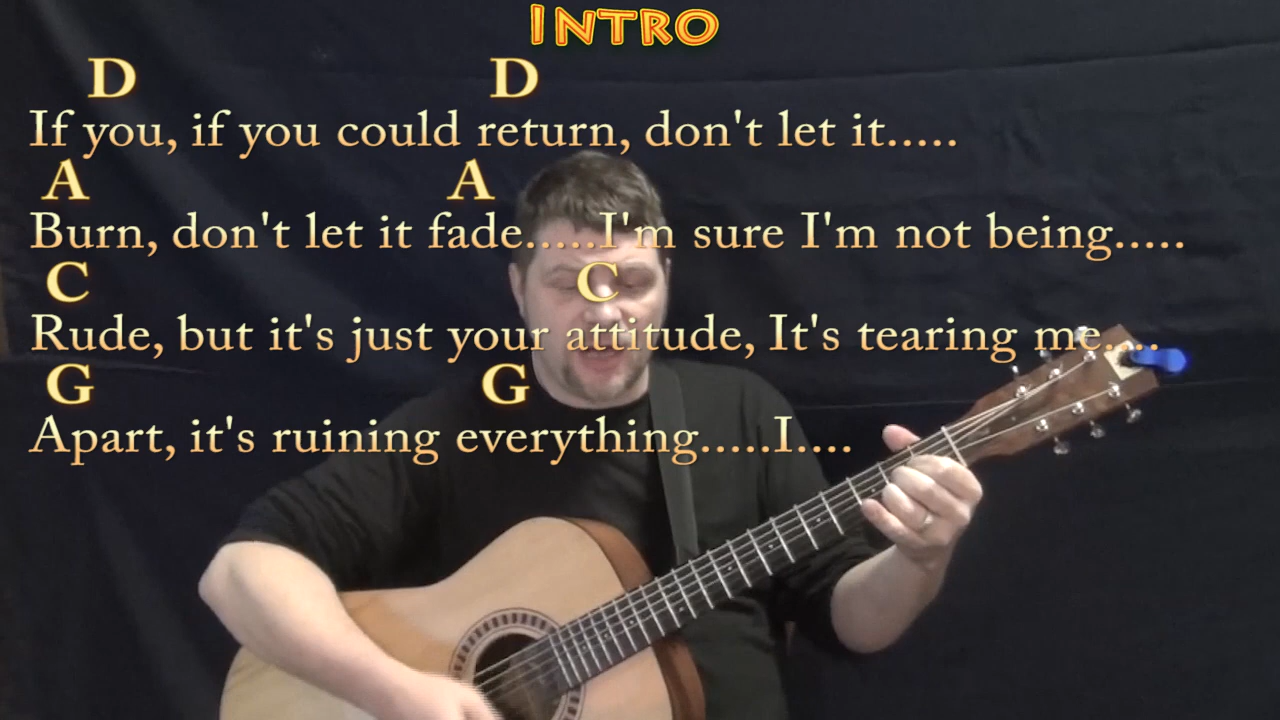 INTRO
D D
If you, if you could return, don't let it.....
A A
Burn, don't let it fade.....I'm sure I'm not being.....
C C
Rude, but it's just your attitude, It's tearing me....
G G
Apart, it's ruining everything.....I....